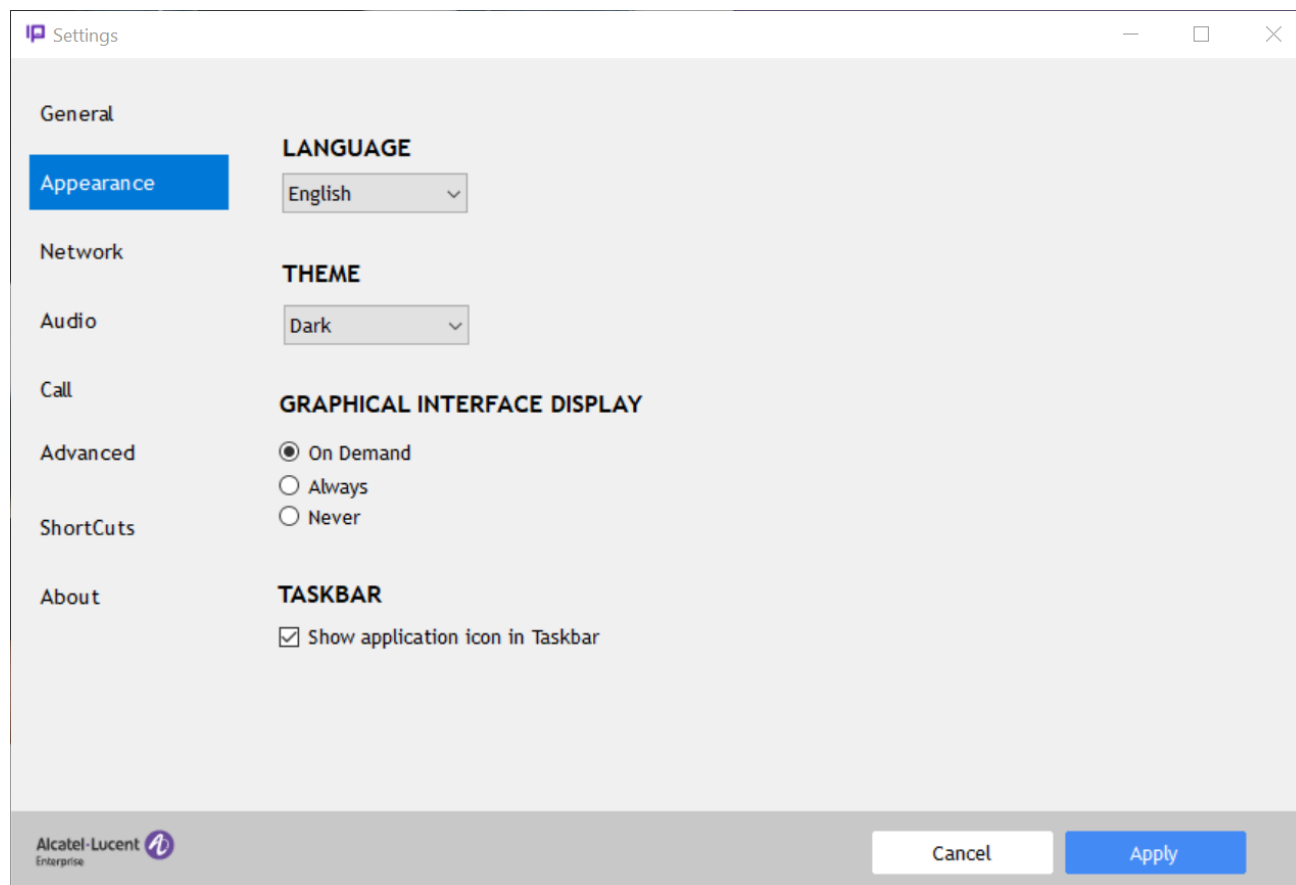 Settings
General
Appearance
Network
Audio
Call
Advanced
ShortCuts
About
LANGUAGE
English
THEME
Dark
GRAPHICAL INTERFACE DISPLAY
On Demand
Always
Never
TASKBAR
Show application icon in Taskbar
Alcatel·Lucent
Enterprise
Cancel
Apply